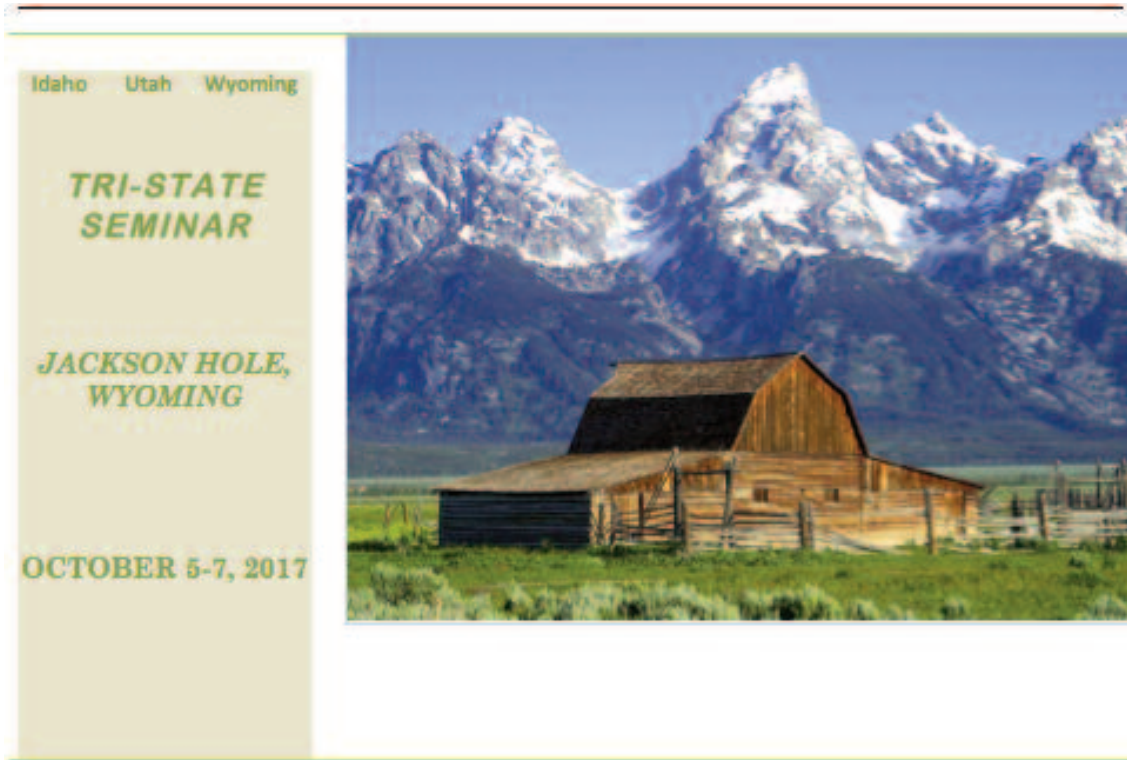 Idaho Utah Wyoming
TRI-STATE
SEMINAR
JACKSON HOLE,
WYOMING
OCTOBER 5-7, 2017